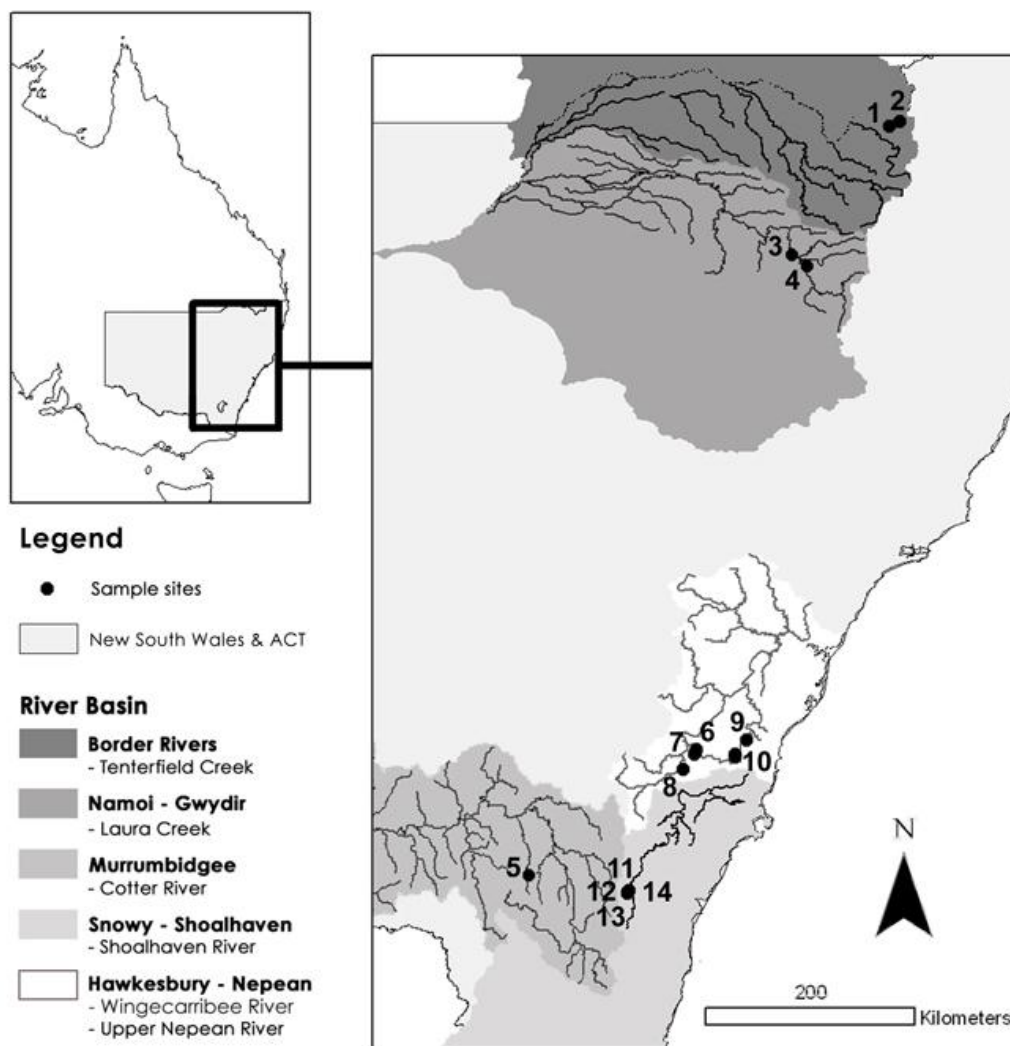 Legend
Sample sites
New South Wales & ACT
River Basin
Border Rivers
- Tenterfield Creek
Namoi - Gwydir
- Laura Creek
Murrumbidgee
- Cotter River
Snowy - Shoalhaven
- Shoalhaven River
Hawkesbury - Nepean
- Wingecarribee River
- Upper Nepean River
1 2
3
4
9
7 6
10
8
5
11
12 14
13
N
200
Kilometers